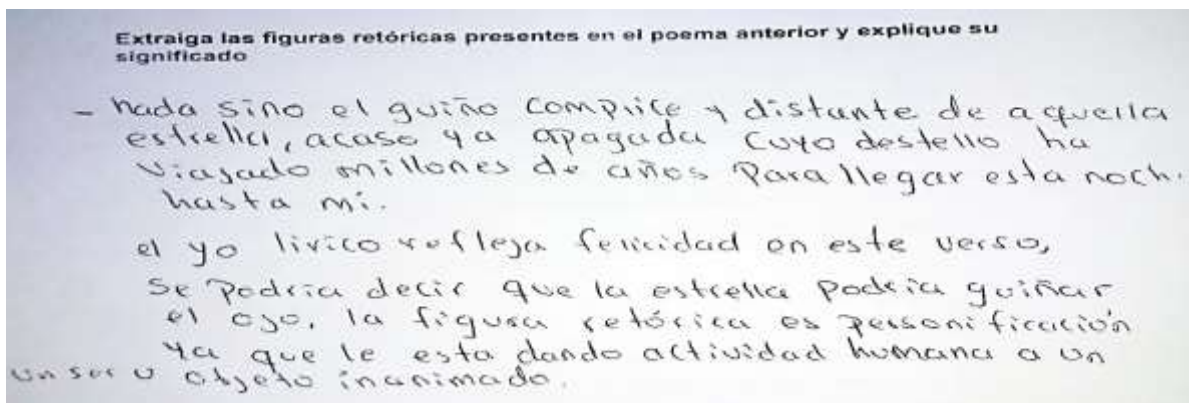 Extraiga las figuras retóricas presentes en el poema anterior y explique su
significado
- nada sino el guiño complice y distante de aquella
estrella, acaso ya apagada cuyo destello ha
viajado millones de años para llegar esta noch.
hasta mi.
el yo lirico refleja felicidad en este verso,
se podria decir que la estrella podria guiñar
el ojo, la figura retórica es personificación
ya que le esta dando actividad humana a un
un ser u objeto inanimado.